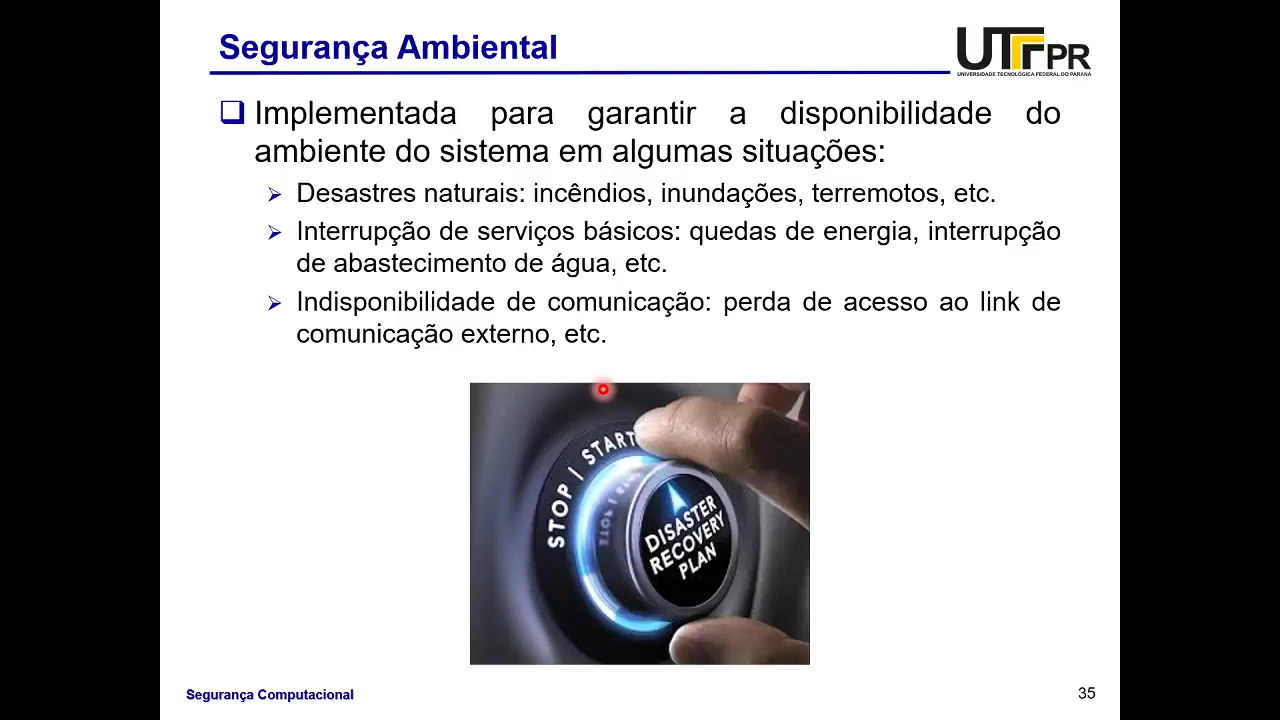 Segurança Ambiental
UTFPR
UNIVERSIDADE TECNOLÓGICA FEDERAL DO PARANÁ
Implementada para garantir a disponibilidade do
ambiente do sistema em algumas situações:
Desastres naturais: incêndios, inundações, terremotos, etc.
Interrupção de serviços básicos: quedas de energia, interrupção
de abastecimento de água, etc.
Indisponibilidade de comunicação: perda de acesso ao link de
comunicação externo, etc.
STOP | START
DISASTER
RECOVERY
PLAN
Segurança Computacional
35